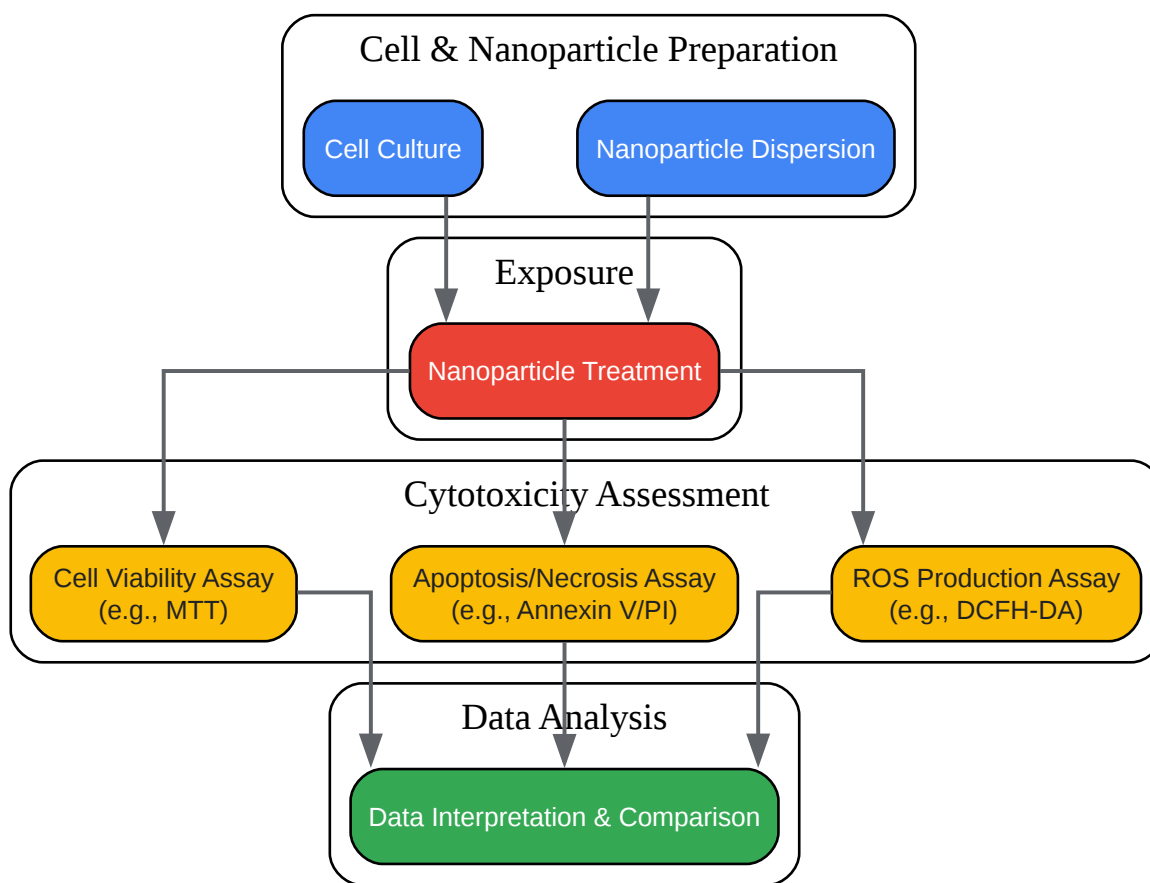 Cell & Nanoparticle Preparation
Cell Culture
Nanoparticle Dispersion
Exposure
Nanoparticle Treatment
Cytotoxicity Assessment
Cell Viability Assay
(e.g., MTT)
Apoptosis/Necrosis Assay
(e.g., Annexin V/PI)
ROS Production Assay
(e.g., DCFH-DA)
Data Analysis
Data Interpretation & Comparison